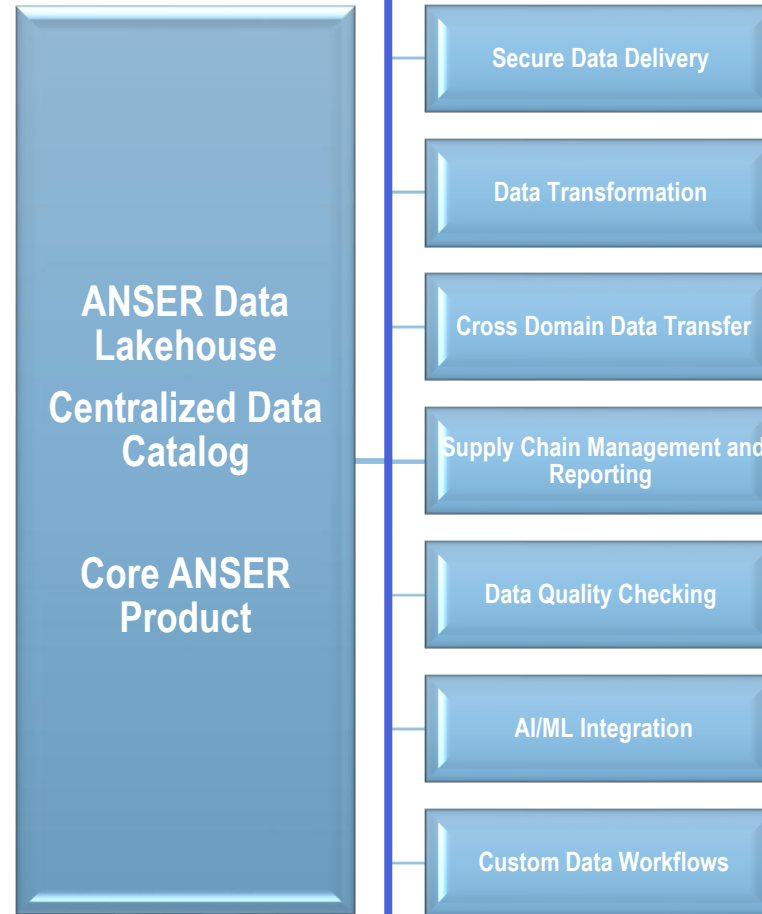 ANSER Data
Lakehouse
Centralized Data
Catalog
Core ANSER
Product
Secure Data Delivery
Data Transformation
Cross Domain Data Transfer
Supply Chain Management and
Reporting
Data Quality Checking
AI/ML Integration
Custom Data Workflows